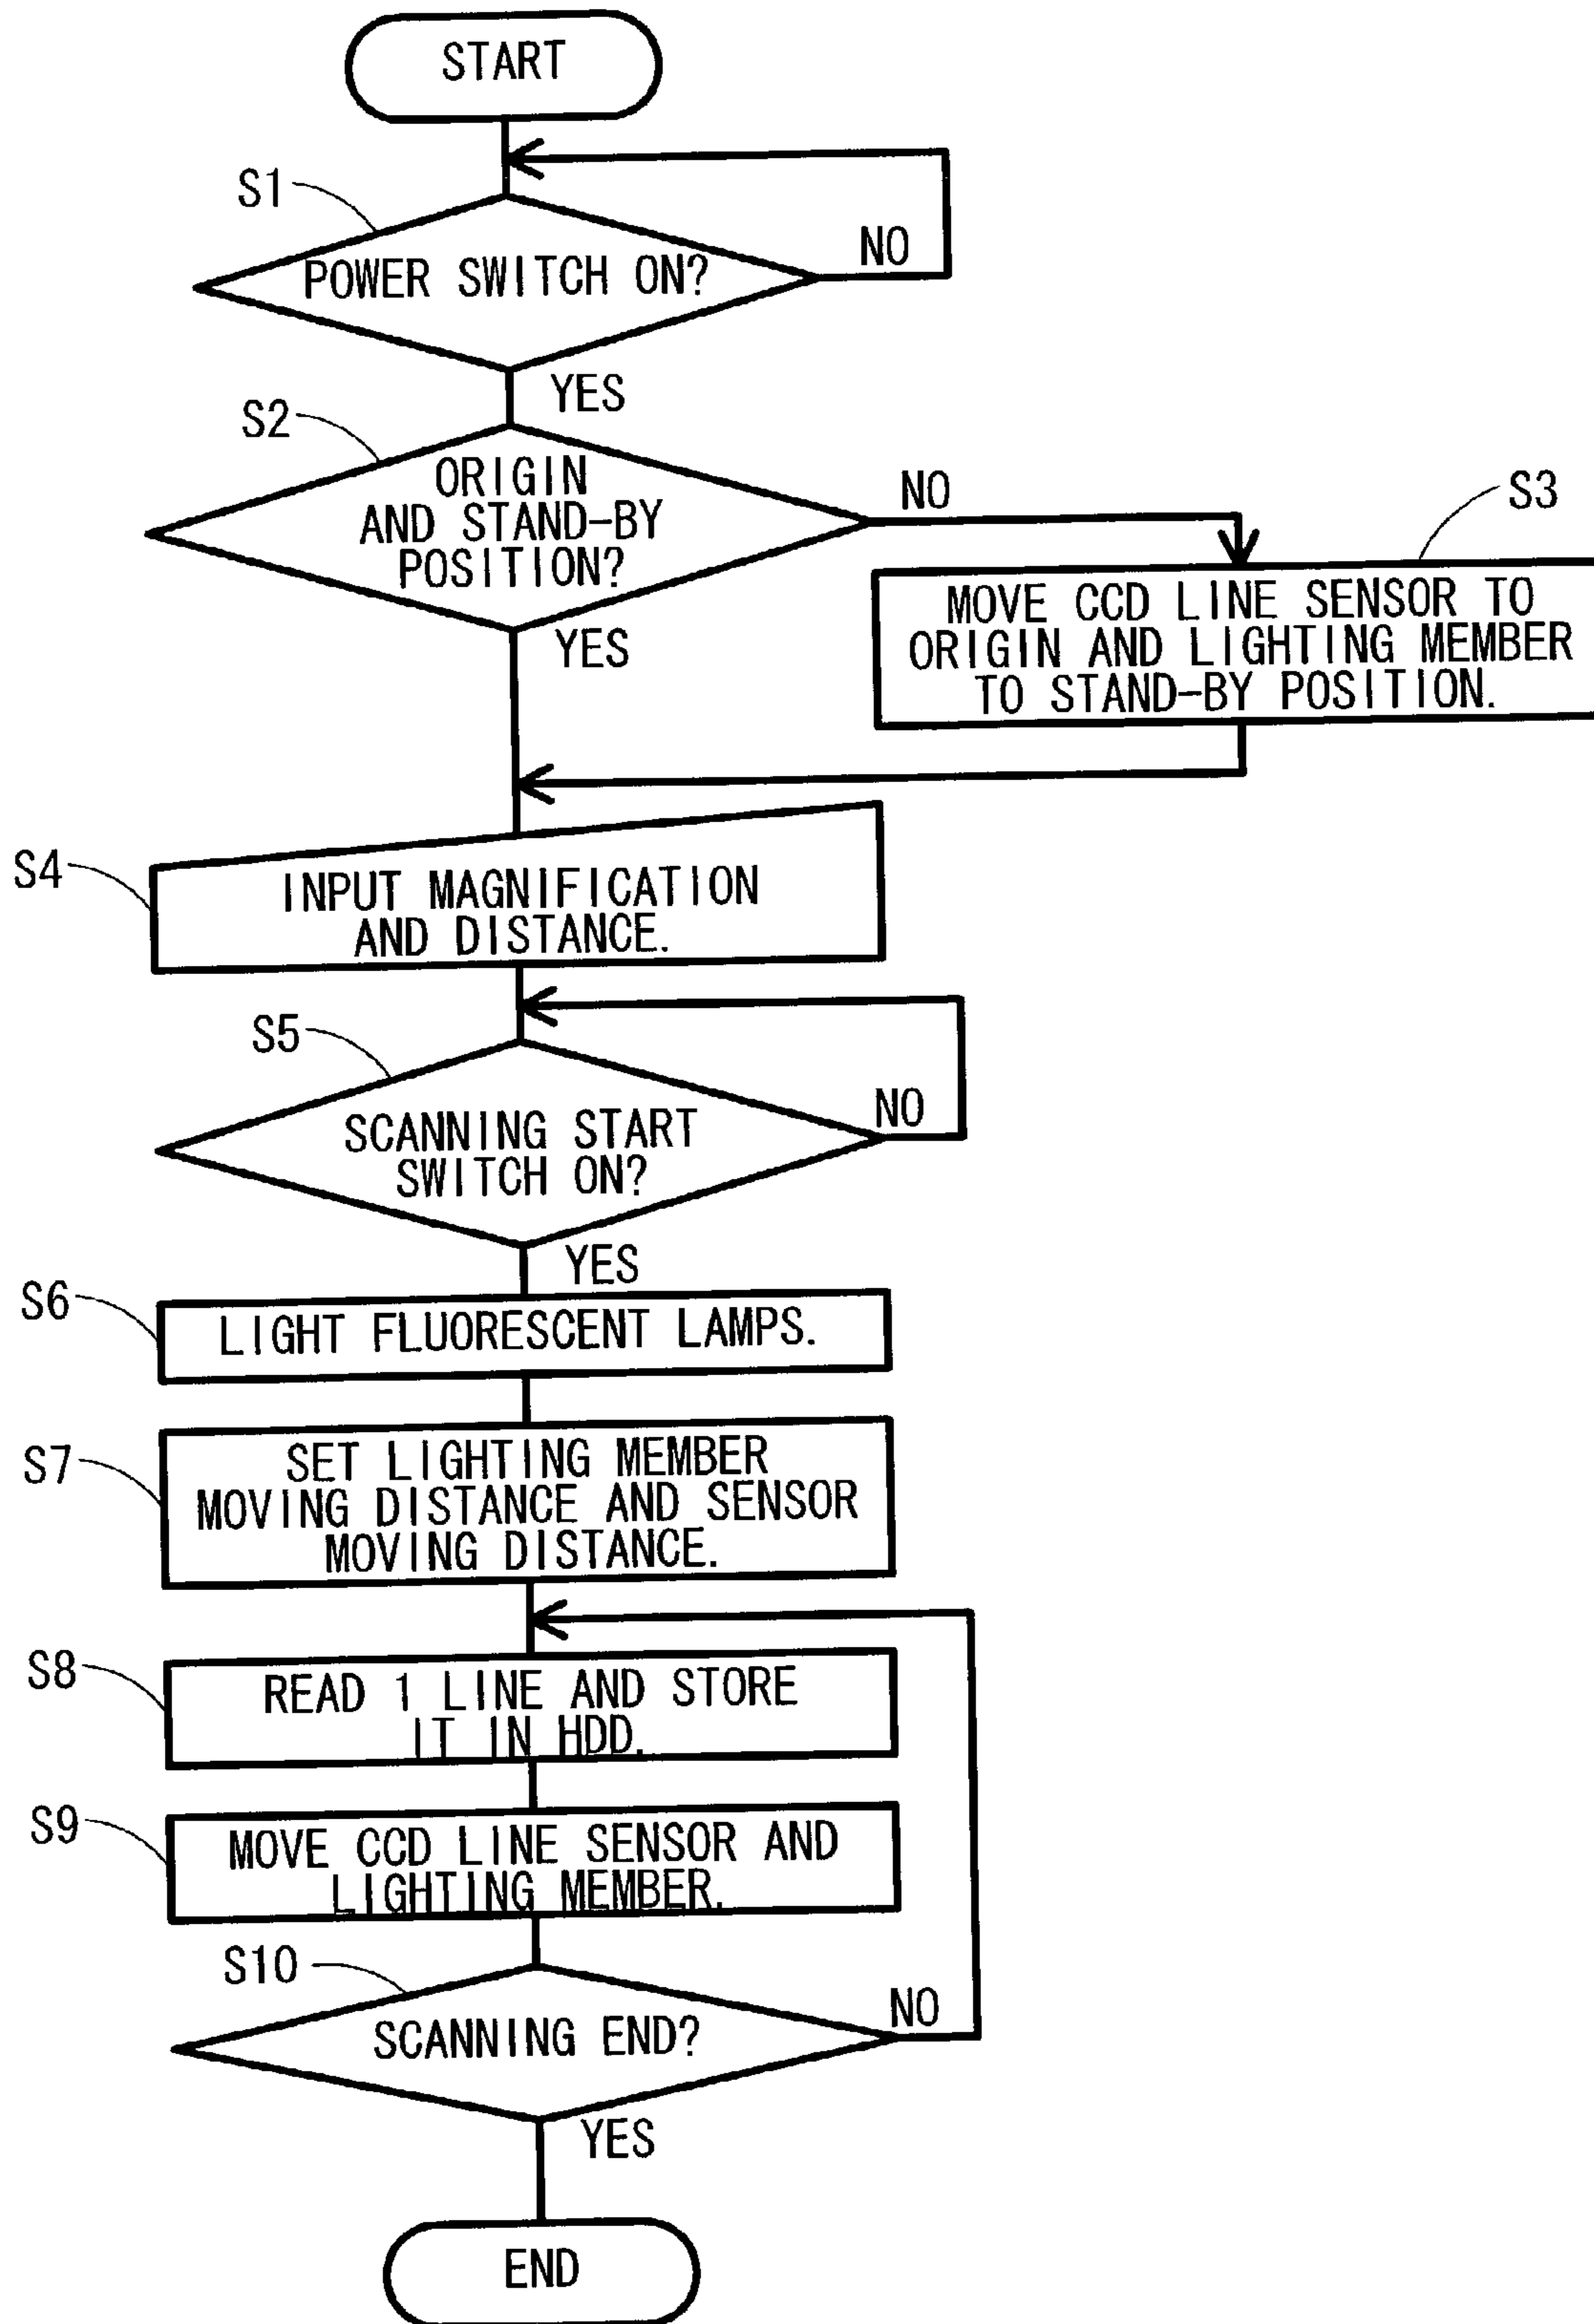 START
S1
POWER SWITCH ON?
NO
YES
S2
ORIGIN
AND STAND-BY
POSITION?
NO
YES
S3
MOVE CCD LINE SENSOR TO
ORIGIN AND LIGHTING MEMBER
TO STAND-BY POSITION.
S4
INPUT MAGNIFICATION
AND DISTANCE.
S5
SCANNING START
SWITCH ON?
NO
YES
S6
LIGHT FLUORESCENT LAMPS.
S7
SET LIGHTING MEMBER
MOVING DISTANCE AND SENSOR
MOVING DISTANCE.
S8
READ 1 LINE AND STORE
IT IN HDD.
S9
MOVE CCD LINE SENSOR AND
LIGHTING MEMBER.
S10
SCANNING END?
NO
YES
END